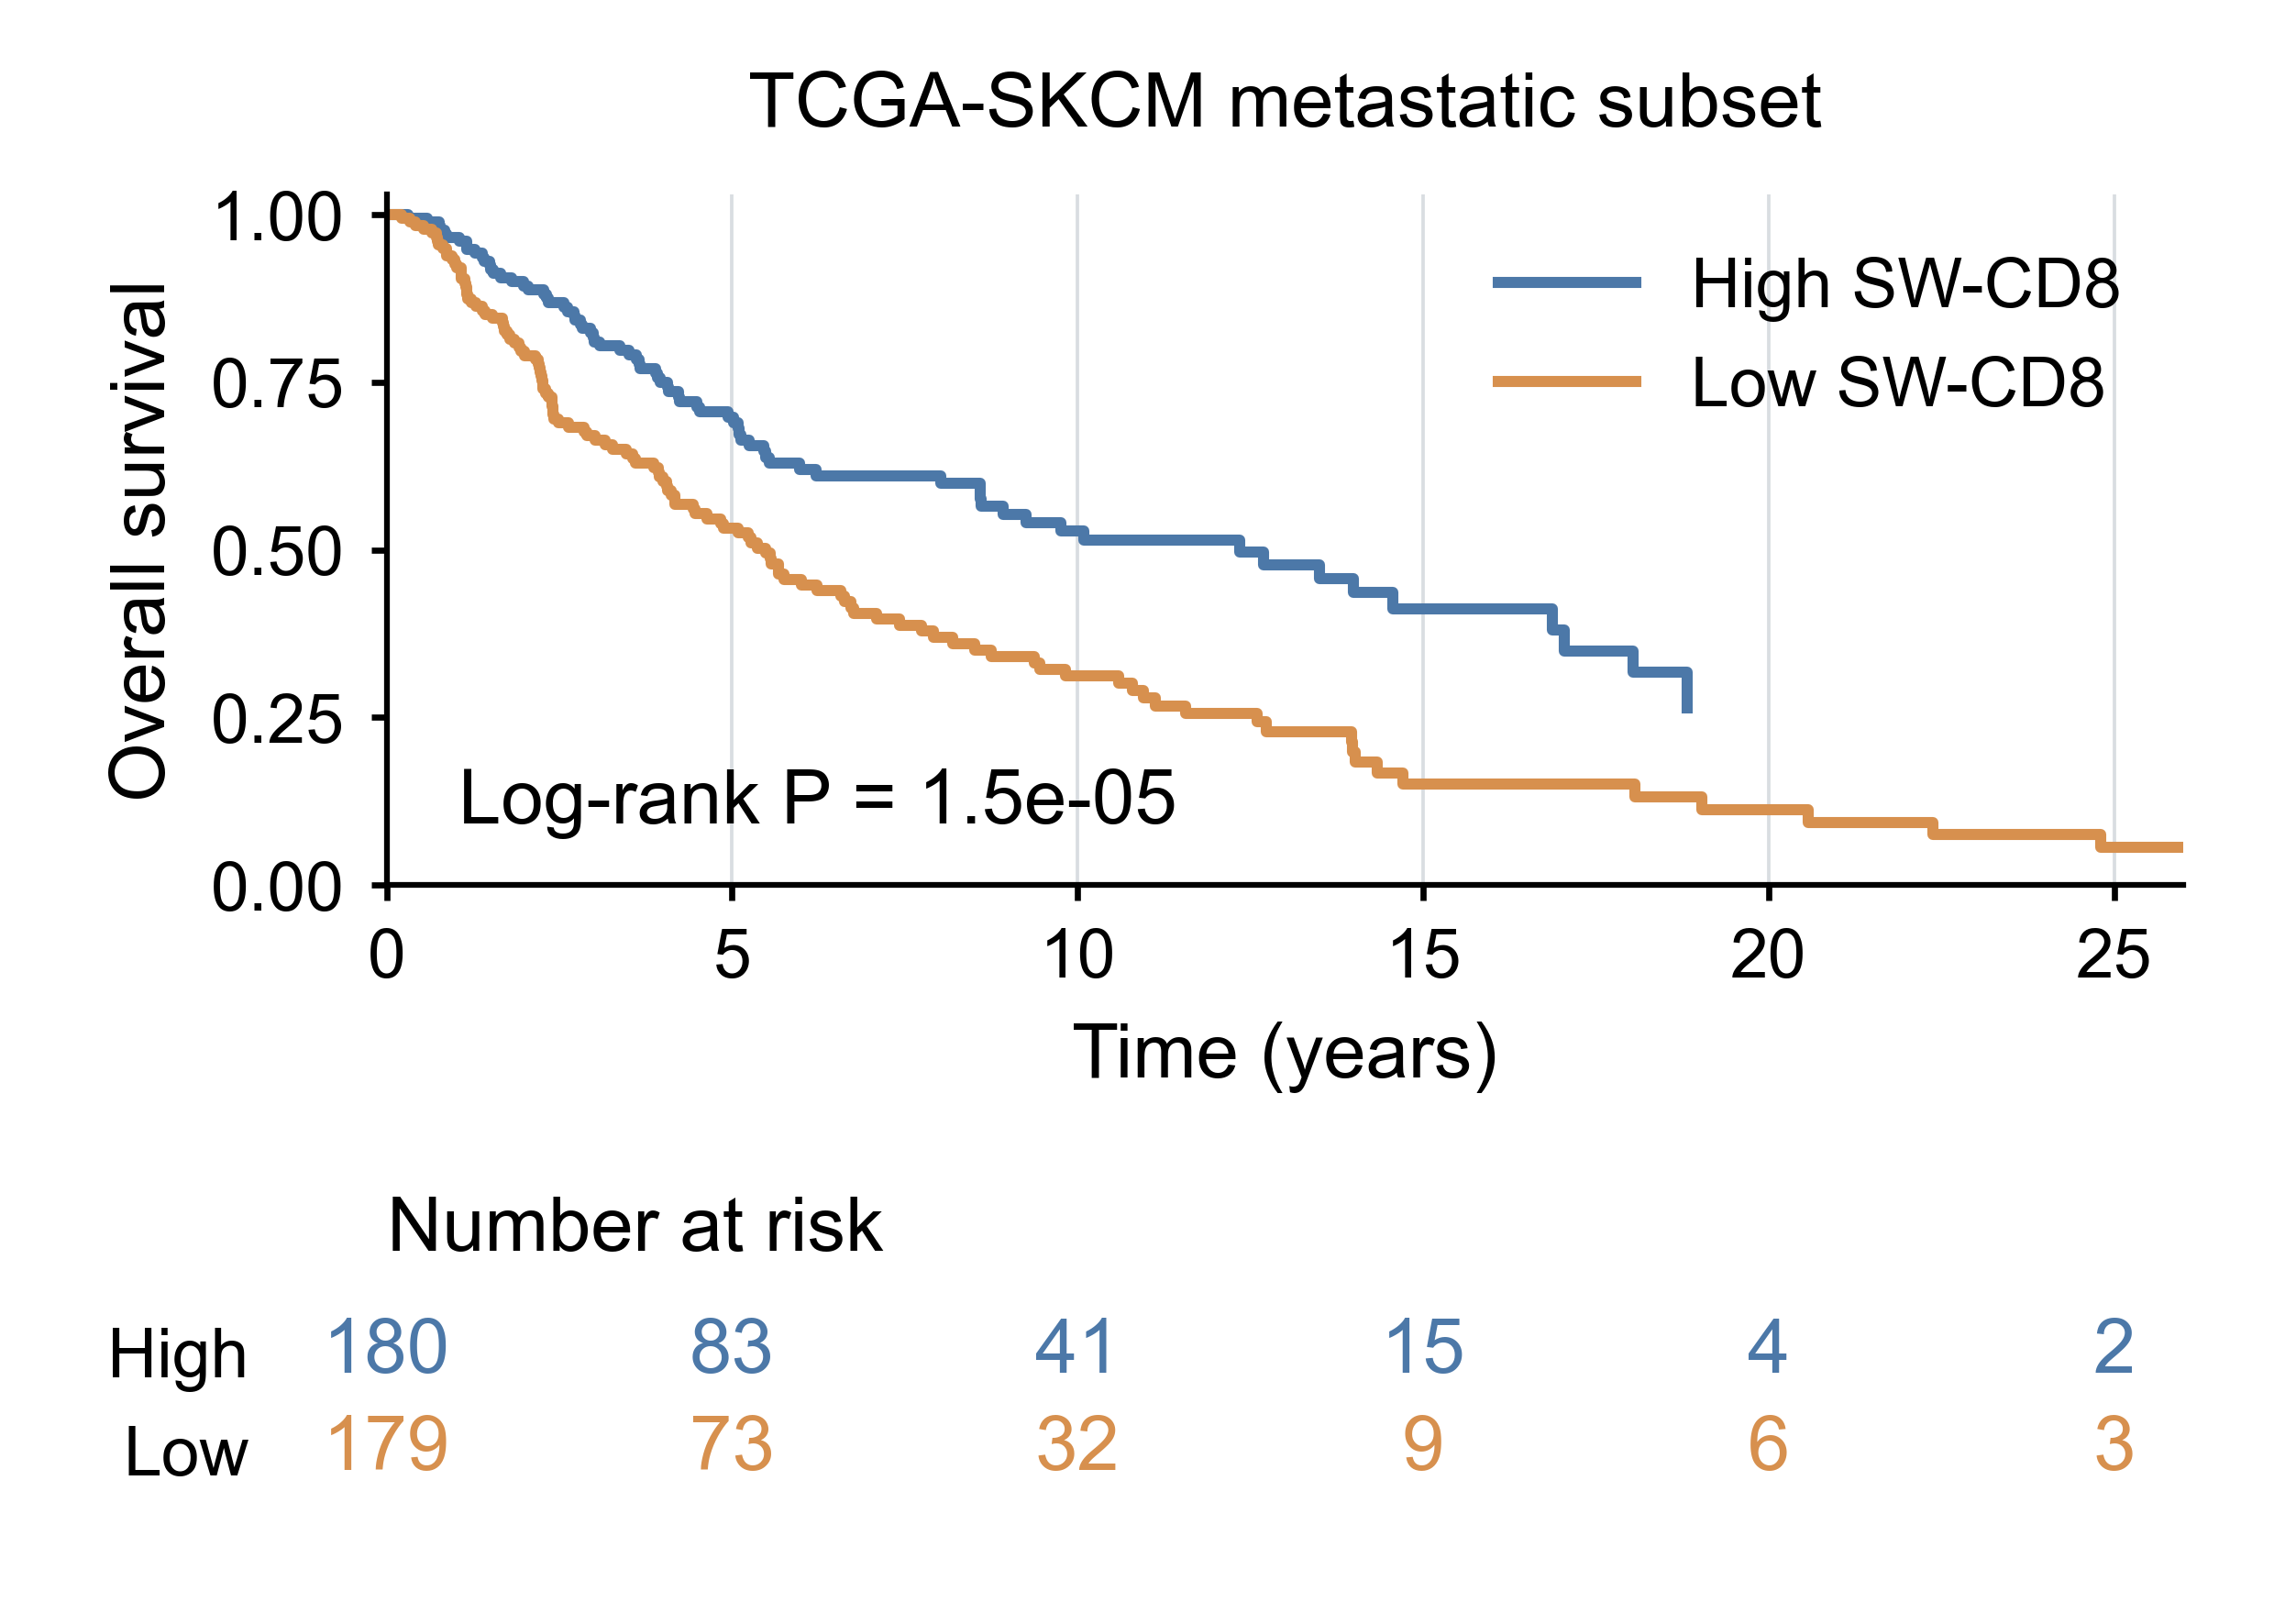 TCGA-SKCM metastatic subset
Overall survival
1.00
0.75
0.50
0.25
0.00
High SW-CD8
Low SW-CD8
Log-rank P = 1.5e-05
0 5 10 15 20 25
Time (years)
Number at risk
High 180 83 41 15 4 2
Low 179 73 32 9 6 3